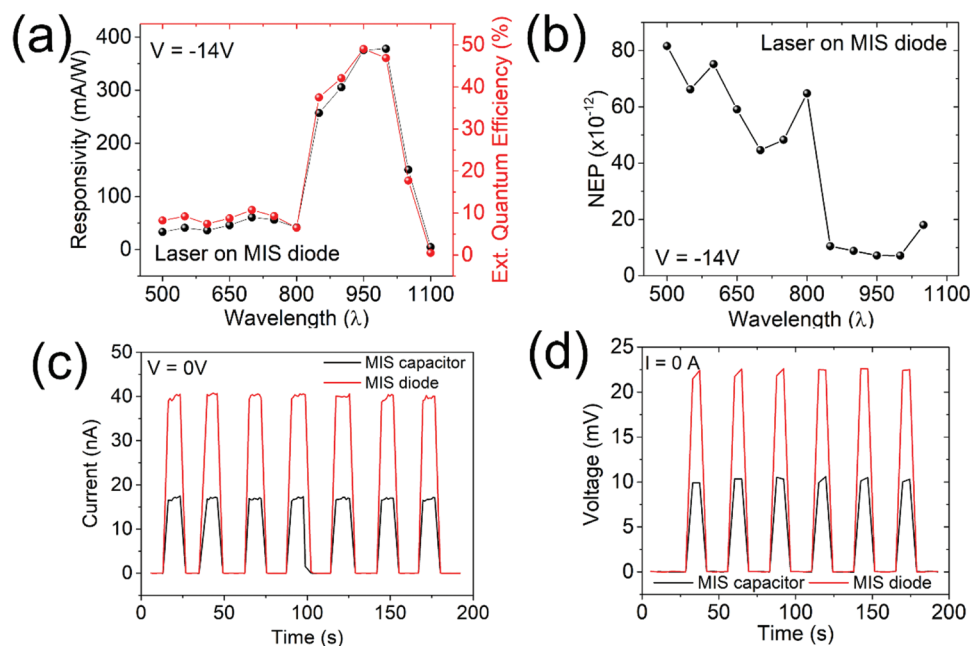 (a)
V = -14V
Laser on MIS diode
Responsivity (mA/W)
400
300
200
100
0
Ext. Quantum Efficiency (%)
50
40
30
20
10
0
500 650 800 950 1100
Wavelength (λ)
(b)
Laser on MIS diode
V = -14V
NEP (x10⁻¹²)
80
60
40
20
0
500 650 800 950 1100
Wavelength (λ)
(c)
V = 0V
MIS capacitor
MIS diode
Current (nA)
50
40
30
20
10
0
0 50 100 150 200
Time (s)
(d)
I = 0 A
Voltage (mV)
25
20
15
10
5
0
MIS capacitor MIS diode
0 50 100 150 200
Time (s)